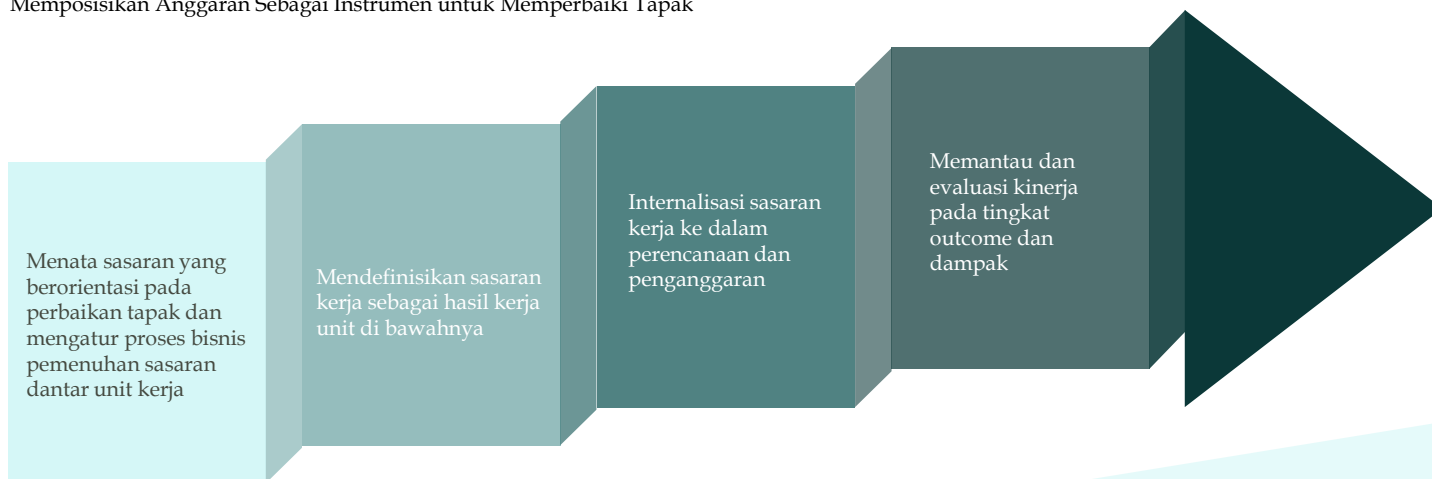 Memposisikan Anggaran Sebagai Instrumen untuk Memperbaiki Tapak
Menata sasaran yang
berorientasi pada
perbaikan tapak dan
mengatur proses bisnis
pemenuhan sasaran
dantar unit kerja
Mendefinisikan sasaran
kerja sebagai hasil kerja
unit di bawahnya
Internalisasi sasaran
kerja ke dalam
perencanaan dan
penganggaran
Memantau dan
evaluasi kinerja
pada tingkat
outcome dan
dampak